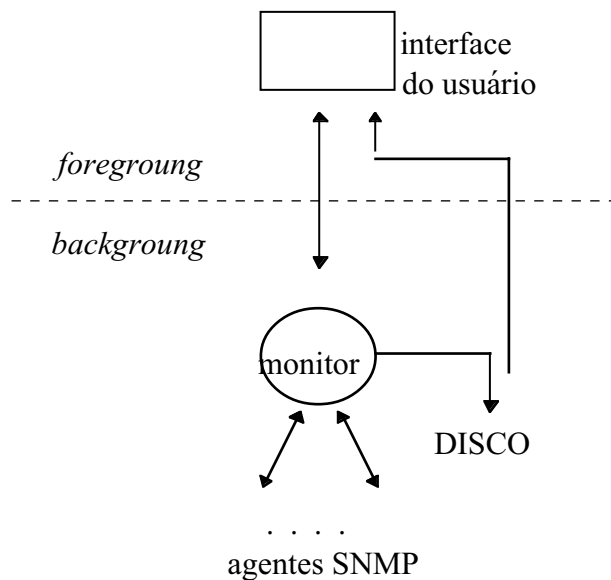 interface
do usuário
foregroung
backgroung
monitor
DISCO
. . . .
agentes SNMP